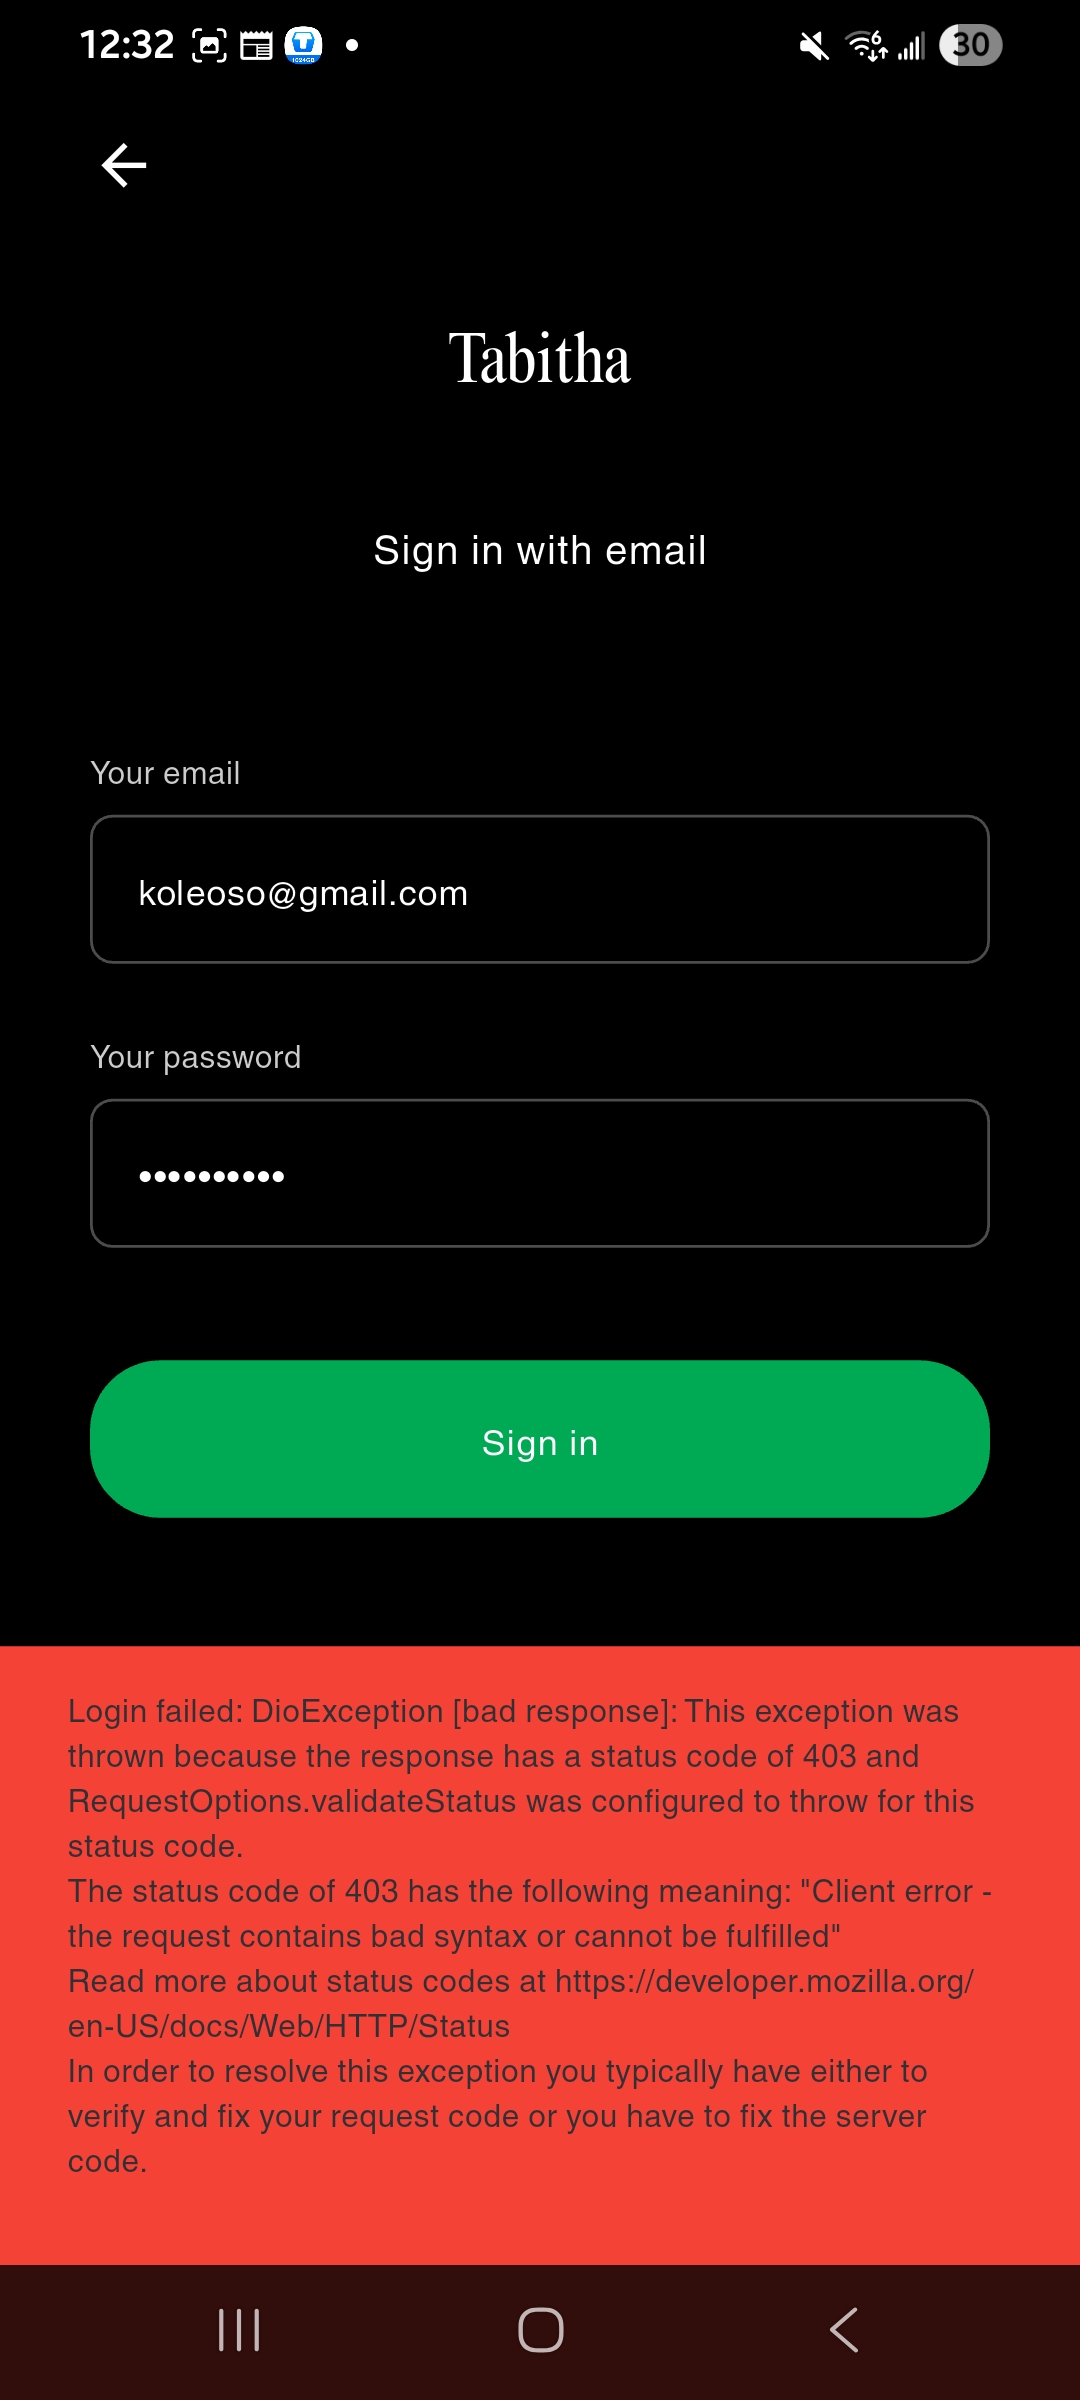 12:32
1024GB
6
30
Tabitha
Sign in with email
Your email
koleoso@gmail.com
Your password
Sign in
Login failed: DioException [bad response]: This exception was
thrown because the response has a status code of 403 and
RequestOptions.validateStatus was configured to throw for this
status code.
The status code of 403 has the following meaning: "Client error -
the request contains bad syntax or cannot be fulfilled"
Read more about status codes at https://developer.mozilla.org/
en-US/docs/Web/HTTP/Status
In order to resolve this exception you typically have either to
verify and fix your request code or you have to fix the server
code.